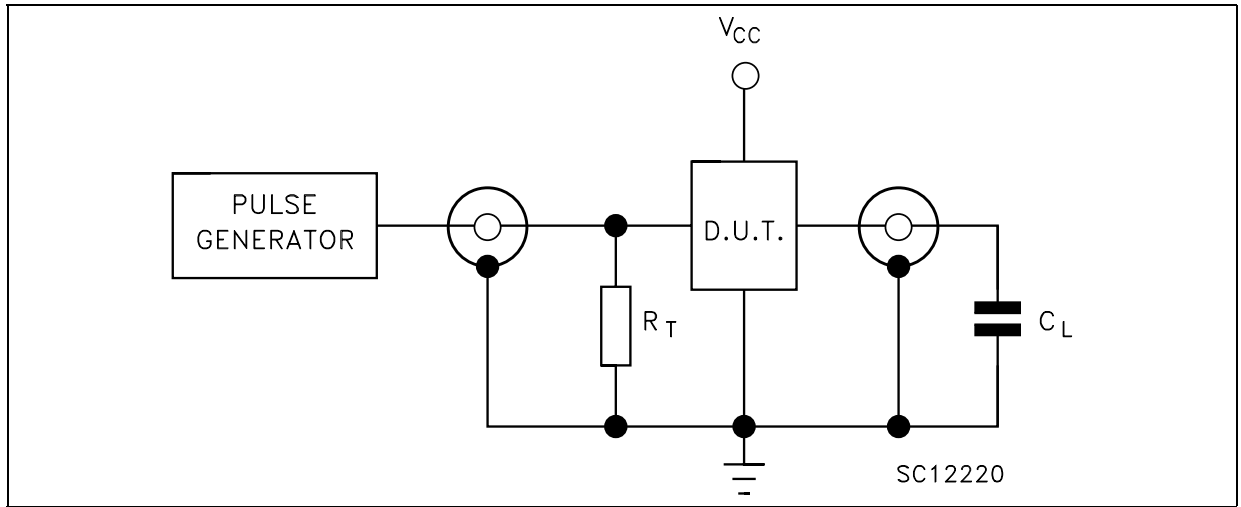 VCC
PULSE
GENERATOR
D.U.T.
RT
CL
SC12220